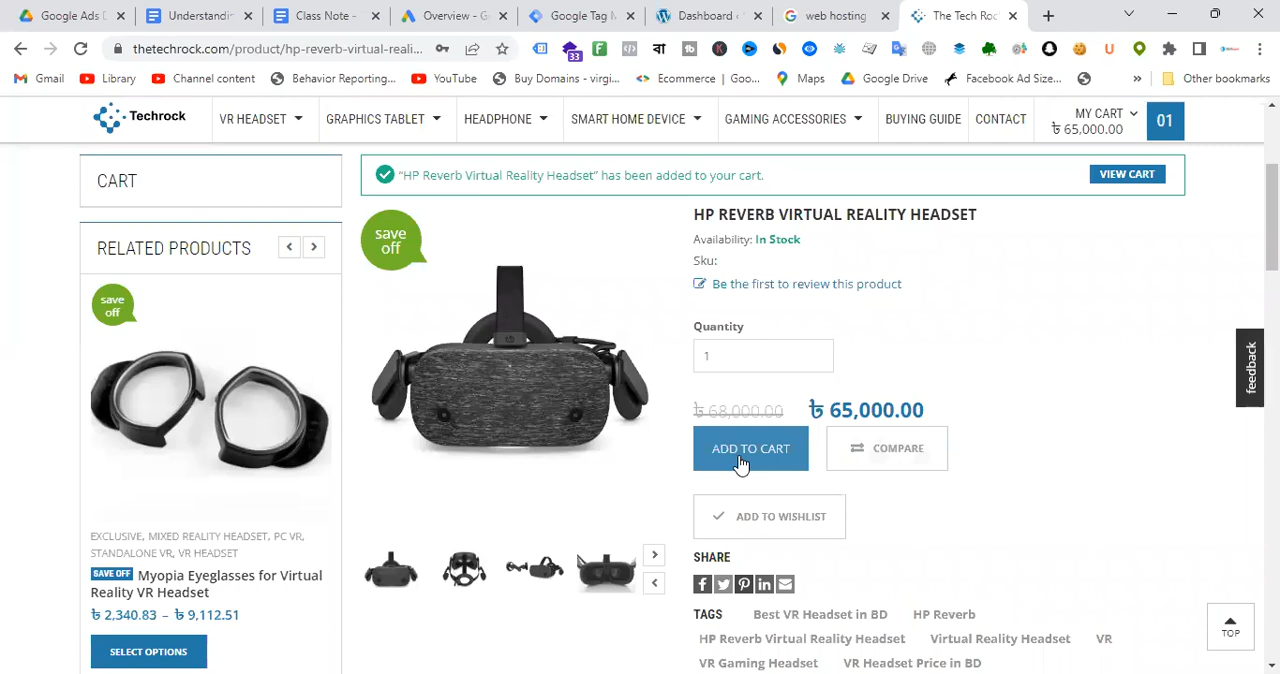 Google Ads D
Understandi
Class Note -
Overview - G
Google Tag M
Dashboard ‹
web hosting
The Tech Ro
thetechrock.com/product/hp-reverb-virtual-reali...
33
Gmail
Library
Channel content
Behavior Reporting...
YouTube
Buy Domains - virgi...
Ecommerce | Goo...
Maps
Google Drive
Facebook Ad Size...
»
Other bookmarks
Techrock
VR HEADSET
GRAPHICS TABLET
HEADPHONE
SMART HOME DEVICE
GAMING ACCESSORIES
BUYING GUIDE
CONTACT
MY CART
৳ 65,000.00
01
CART
"HP Reverb Virtual Reality Headset" has been added to your cart.
VIEW CART
RELATED PRODUCTS
save
off
EXCLUSIVE, MIXED REALITY HEADSET, PC VR,
STANDALONE VR, VR HEADSET
SAVE OFF Myopia Eyeglasses for Virtual
Reality VR Headset
৳ 2,340.83 – ৳ 9,112.51
SELECT OPTIONS
save
off
HP REVERB VIRTUAL REALITY HEADSET
Availability: In Stock
Sku:
Be the first to review this product
Quantity
1
৳ 68,000.00 ৳ 65,000.00
ADD TO CART
COMPARE
ADD TO WISHLIST
SHARE
TAGS Best VR Headset in BD HP Reverb
HP Reverb Virtual Reality Headset Virtual Reality Headset VR
VR Gaming Headset VR Headset Price in BD
feedback
TOP